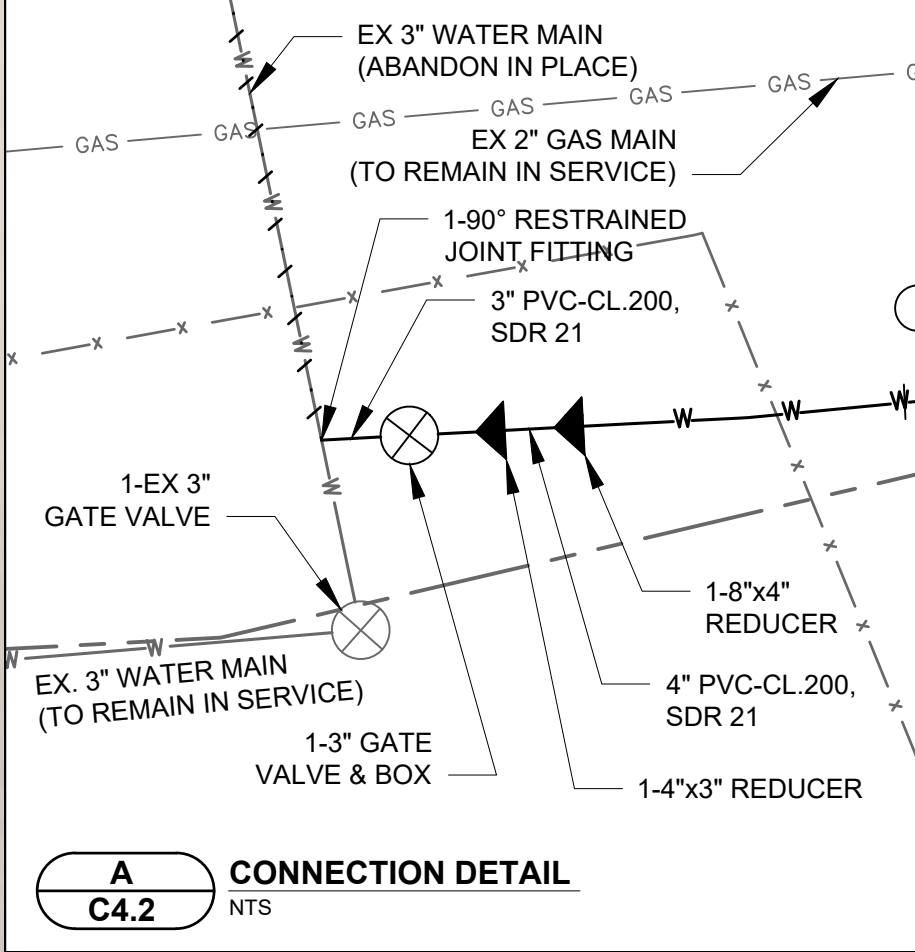 EX 3" WATER MAIN
(ABANDON IN PLACE)
GAS GAS GAS GAS GAS GAS G
EX 2" GAS MAIN
(TO REMAIN IN SERVICE)
1-90° RESTRAINED
JOINT FITTING
3" PVC-CL.200,
SDR 21
W
W
W
W
X X X X X X X
X
X
X
X
X
X
W W W
1-EX 3"
GATE VALVE
1-8"x4"
REDUCER
W W
EX. 3" WATER MAIN
(TO REMAIN IN SERVICE)
4" PVC-CL.200,
SDR 21
1-3" GATE
VALVE & BOX
1-4"x3" REDUCER
A
C4.2
CONNECTION DETAIL
NTS